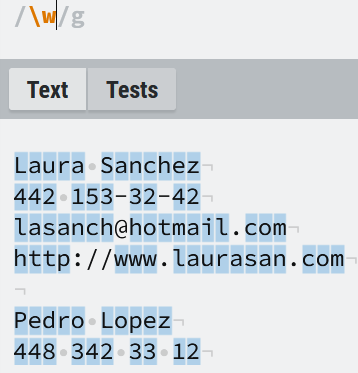 /\w/g
Text Tests
Laura Sanchez
442 153-32-42
lasanch@hotmail.com
http://www.laurasan.com

Pedro Lopez
448 342 33 12